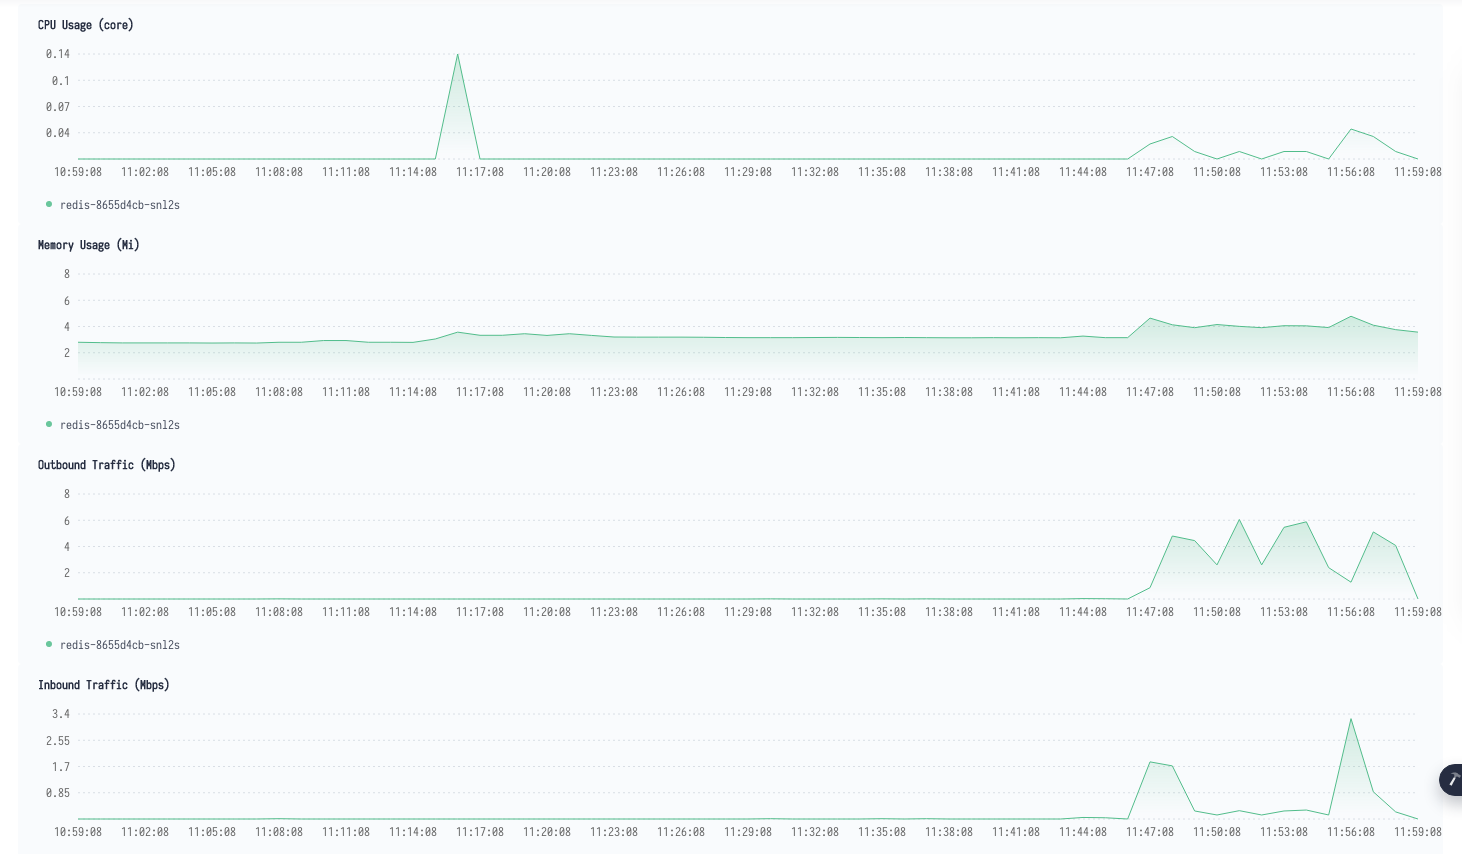 CPU Usage (core)
0.14
0.1
0.07
0.04
10:59:08 11:02:08 11:05:08 11:08:08 11:11:08 11:14:08 11:17:08 11:20:08 11:23:08 11:26:08 11:29:08 11:32:08 11:35:08 11:38:08 11:41:08 11:44:08 11:47:08 11:50:08 11:53:08 11:56:08 11:59:08
redis-8655d4cb-snl2s
Memory Usage (Mi)
8
6
4
2
10:59:08 11:02:08 11:05:08 11:08:08 11:11:08 11:14:08 11:17:08 11:20:08 11:23:08 11:26:08 11:29:08 11:32:08 11:35:08 11:38:08 11:41:08 11:44:08 11:47:08 11:50:08 11:53:08 11:56:08 11:59:08
redis-8655d4cb-snl2s
Outbound Traffic (Mbps)
8
6
4
2
10:59:08 11:02:08 11:05:08 11:08:08 11:11:08 11:14:08 11:17:08 11:20:08 11:23:08 11:26:08 11:29:08 11:32:08 11:35:08 11:38:08 11:41:08 11:44:08 11:47:08 11:50:08 11:53:08 11:56:08 11:59:08
redis-8655d4cb-snl2s
Inbound Traffic (Mbps)
3.4
2.55
1.7
0.85
10:59:08 11:02:08 11:05:08 11:08:08 11:11:08 11:14:08 11:17:08 11:20:08 11:23:08 11:26:08 11:29:08 11:32:08 11:35:08 11:38:08 11:41:08 11:44:08 11:47:08 11:50:08 11:53:08 11:56:08 11:59:08